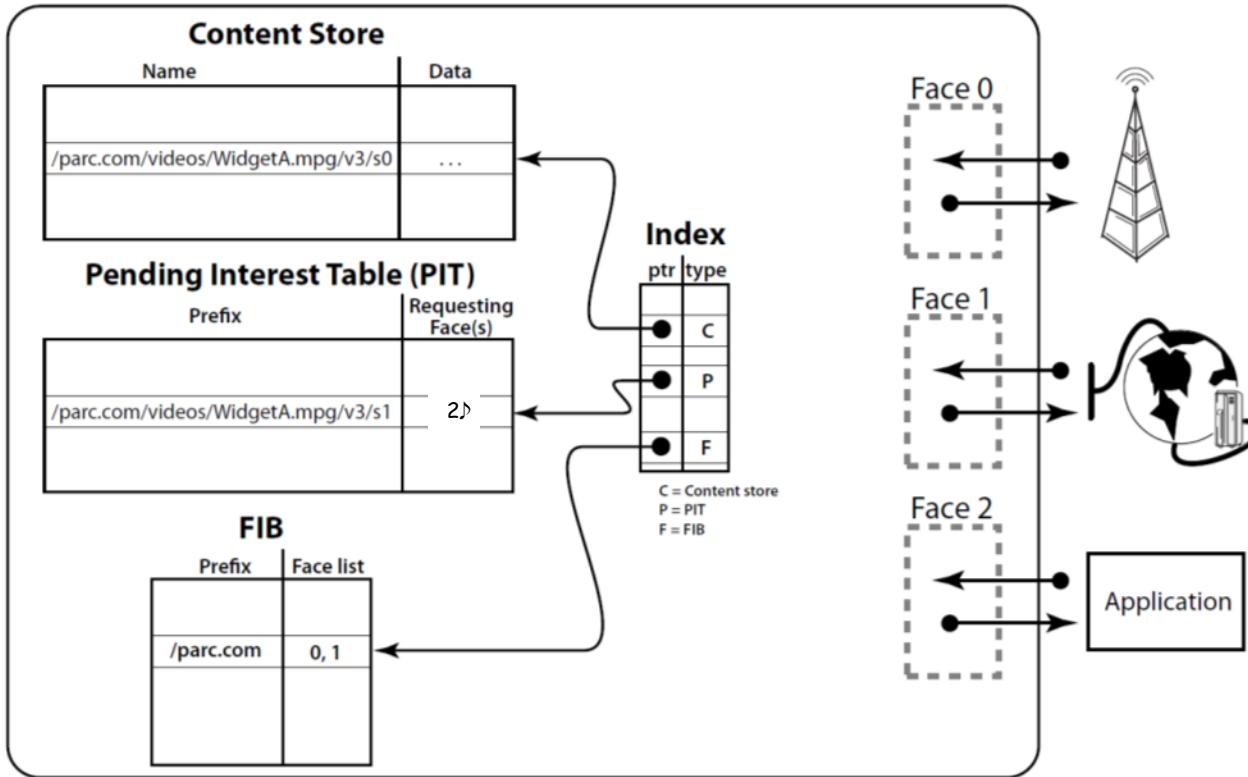 Content Store
Name Data
/parc.com/videos/WidgetA.mpg/v3/s0 ...
Pending Interest Table (PIT)
Prefix Requesting
Face(s)
/parc.com/videos/WidgetA.mpg/v3/s1 2♪
FIB
Prefix Face list
/parc.com 0, 1
Index
ptr type
C
P
F
C = Content store
P = PIT
F = FIB
Face 0
Face 1
Face 2
Application